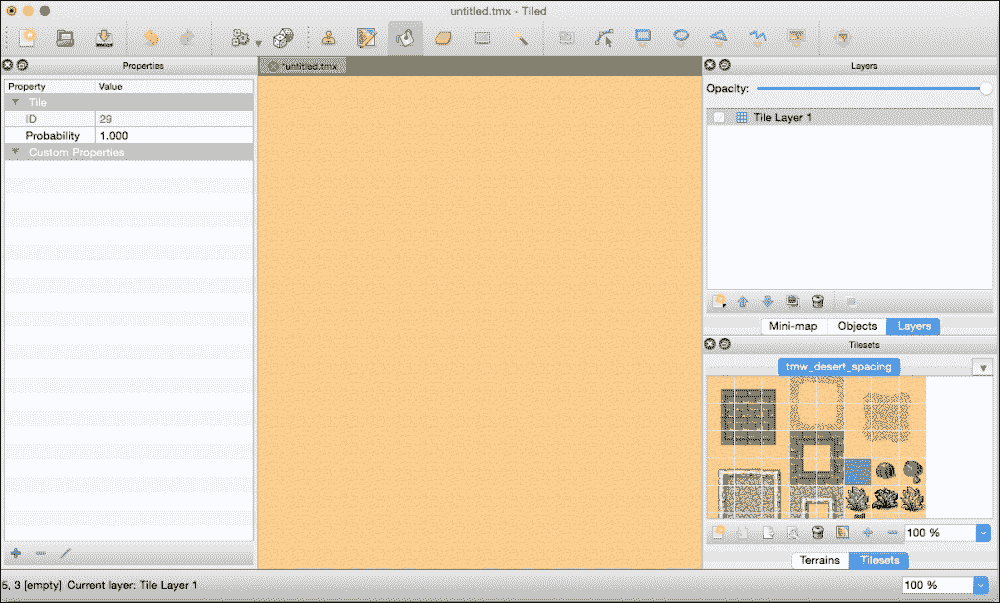 untitled.tmx - Tiled
Properties
Property Value
Tile
ID 29
Probability 1.000
Custom Properties
*untitled.tmx
Layers
Opacity:
Tile Layer 1
Mini-map Objects Layers
Tilesets
tmw_desert_spacing
100 %
Terrains Tilesets
5, 3 [empty] Current layer: Tile Layer 1
100 %